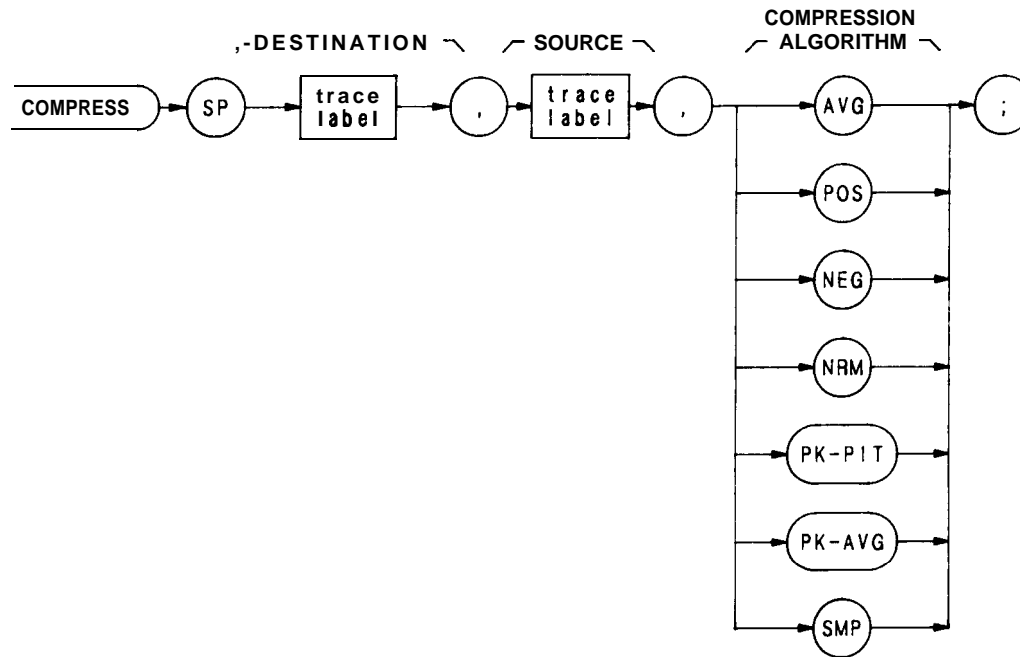 ,-DESTINATION
SOURCE
COMPRESSION
ALGORITHM
COMPRESS
SP
trace
label
,
trace
label
,
AVG
;
POS
NEG
NRM
PK-PIT
PK-AVG
SMP